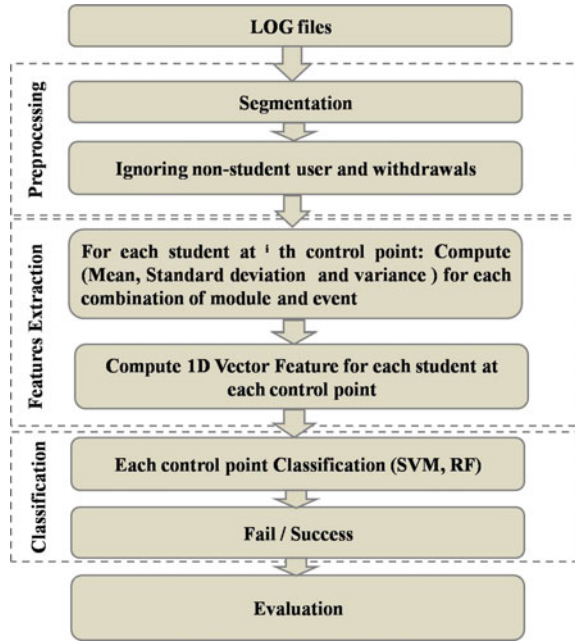 LOG files
Preprocessing
Segmentation
Ignoring non-student user and withdrawals
Features Extraction
For each student at i th control point: Compute
(Mean, Standard deviation and variance ) for each
combination of module and event
Compute 1D Vector Feature for each student at
each control point
Classification
Each control point Classification (SVM, RF)
Fail / Success
Evaluation